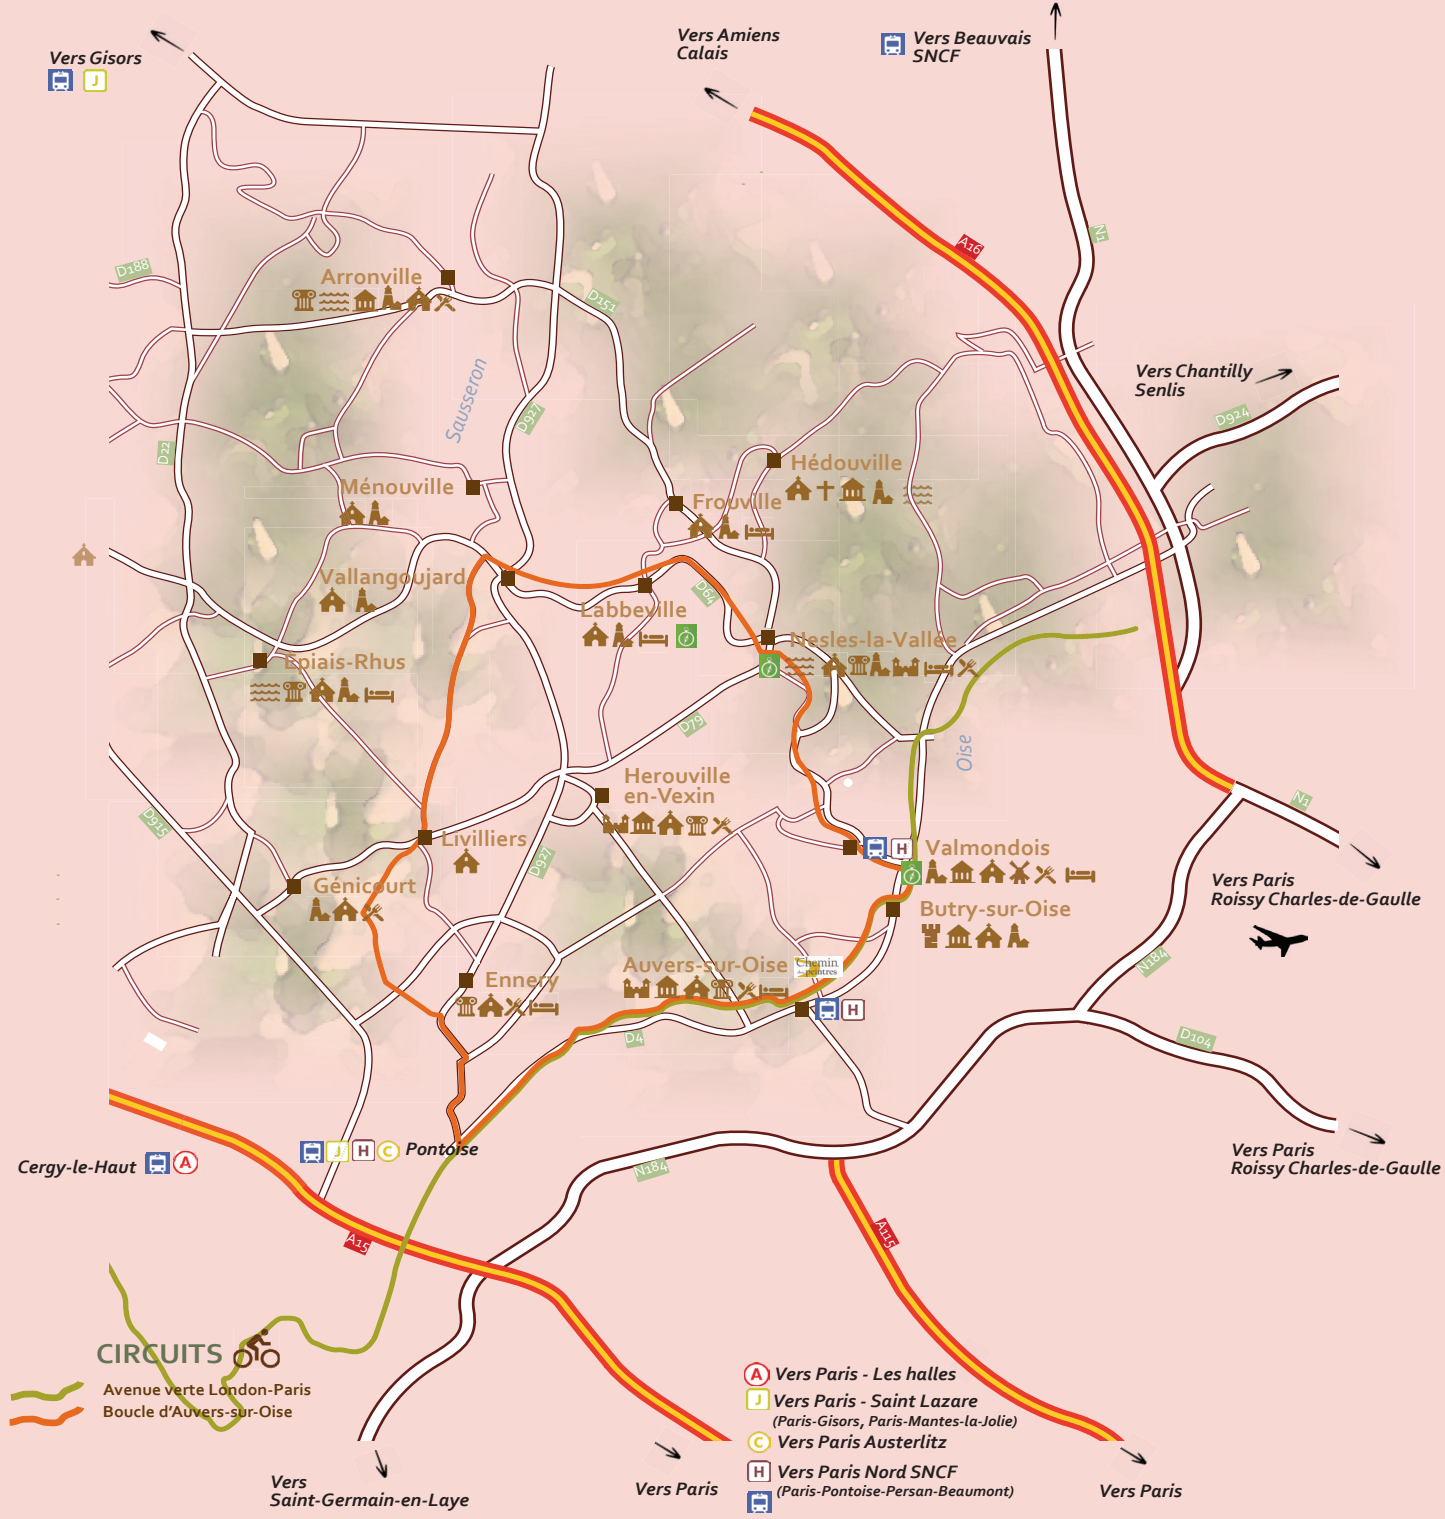 Vers Gisors
J
Vers Amiens
Calais
Vers Beauvais
SNCF
A16
N1
D188
Arronville
D151
Sausseron
Vers Chantilly
Senlis
D924
D927
D22
Hédouville
Ménouville
Frouville
Vallangoujard
D64
Labbeville
Nesles-la-Vallée
Epiais-Rhus
D79
Oise
Herouville
en-Vexin
N1
D915
Livilliers
D927
H
Valmondois
Vers Paris
Roissy Charles-de-Gaulle
Génicourt
Butry-sur-Oise
Auvers-sur-Oise
Chemin
des peintres
N184
Ennery
H
D4
D104
J H C Pontoise
Cergy-le-Haut A
N184
Vers Paris
Roissy Charles-de-Gaulle
A15
A115
CIRCUITS
Avenue verte London-Paris
Boucle d'Auvers-sur-Oise
A Vers Paris - Les halles
J Vers Paris - Saint Lazare
(Paris-Gisors, Paris-Mantes-la-Jolie)
C Vers Paris Austerlitz
H Vers Paris Nord SNCF
(Paris-Pontoise-Persan-Beaumont)
Vers
Saint-Germain-en-Laye
Vers Paris
Vers Paris